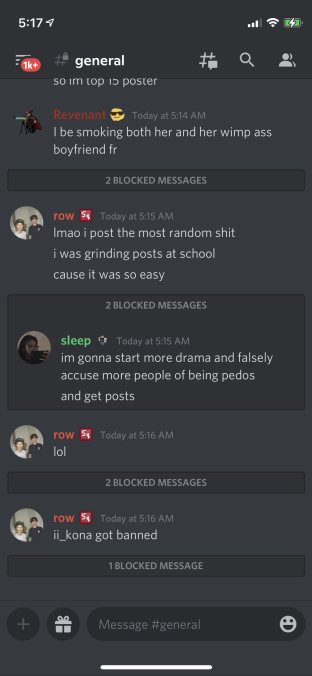 5:17
1k+
general
so im top 15 poster
Revenant Today at 5:14 AM
I be smoking both her and her wimp ass
boyfriend fr
2 BLOCKED MESSAGES
row Today at 5:15 AM
lmao i post the most random shit
i was grinding posts at school
cause it was so easy
2 BLOCKED MESSAGES
sleep Today at 5:15 AM
im gonna start more drama and falsely
accuse more people of being pedos
and get posts
row Today at 5:16 AM
lol
2 BLOCKED MESSAGES
row Today at 5:16 AM
ii_kona got banned
1 BLOCKED MESSAGE
Message #general